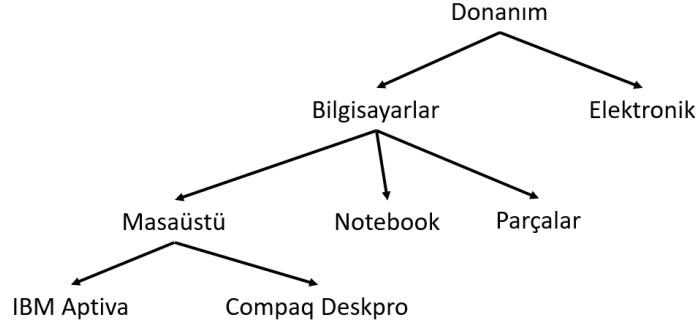 Donanım
Bilgisayarlar Elektronik
Masaüstü Notebook Parçalar
IBM Aptiva Compaq Deskpro